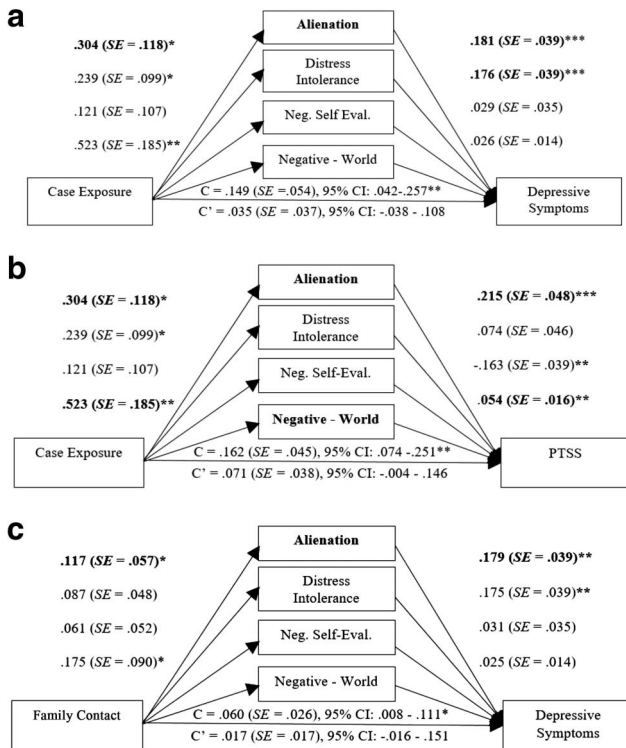 a
Alienation
.304 (SE = .118)*
.181 (SE = .039)***
Distress
Intolerance
.239 (SE = .099)*
.176 (SE = .039)***
Neg. Self Eval.
.121 (SE = .107)
.029 (SE = .035)
Negative - World
.523 (SE = .185)**
.026 (SE = .014)
Case Exposure
C = .149 (SE =.054), 95% CI: .042-.257**
C' = .035 (SE = .037), 95% CI: -.038 - .108
Depressive
Symptoms
b
Alienation
.304 (SE = .118)*
.215 (SE = .048)***
Distress
Intolerance
.239 (SE = .099)*
.074 (SE = .046)
Neg. Self-Eval.
.121 (SE = .107)
-.163 (SE = .039)**
Negative - World
.523 (SE = .185)**
.054 (SE = .016)**
Case Exposure
C = .162 (SE = .045), 95% CI: .074 -.251**
C' = .071 (SE = .038), 95% CI: -.004 - .146
PTSS
c
Alienation
.117 (SE = .057)*
.179 (SE = .039)**
Distress
Intolerance
.087 (SE = .048)
.175 (SE = .039)**
Neg. Self-Eval.
.061 (SE = .052)
.031 (SE = .035)
Negative - World
.175 (SE = .090)*
.025 (SE = .014)
Family Contact
C = .060 (SE = .026), 95% CI: .008 - .111*
C' = .017 (SE = .017), 95% CI: -.016 - .151
Depressive
Symptoms